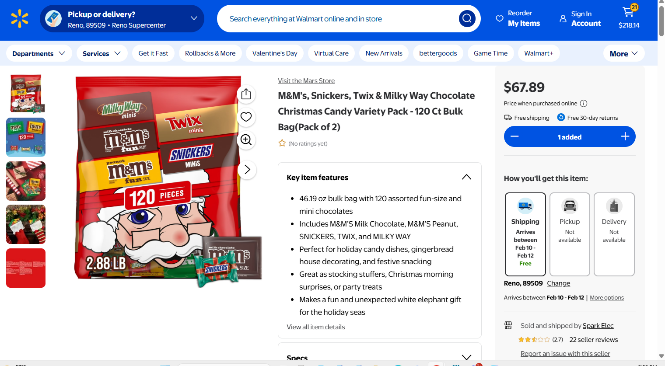 Pickup or delivery?
Reno, 89509 • Reno Supercenter
Search everything at Walmart online and in store
Reorder
My Items
Sign In
Account
21
$218.14
Departments
Services
Get it Fast
Rollbacks & More
Valentine's Day
Virtual Care
New Arrivals
bettergoods
Game Time
Walmart+
More
MilkyWay
minis
TWIX
minis
m&m's
fun
SNICKERS
MINIS
m&m's
fun
120 PIECES
2.88 LB
Visit the Mars Store
M&M's, Snickers, Twix & Milky Way Chocolate
Christmas Candy Variety Pack - 120 Ct Bulk
Bag(Pack of 2)
(No ratings yet)
Key item features
• 46.19 oz bulk bag with 120 assorted fun-size and
mini chocolates
• Includes M&M'S Milk Chocolate, M&M'S Peanut,
SNICKERS, TWIX, and MILKY WAY
• Perfect for holiday candy dishes, gingerbread
house decorating, and festive snacking
• Great as stocking stuffers, Christmas morning
surprises, or party treats
• Makes a fun and unexpected white elephant gift
for the holiday seas
View all item details
Specs
$67.89
Price when purchased online
Free shipping
Free 30-day returns
1 added
How you'll get this item:
Shipping
Arrives
between
Feb 10 -
Feb 12
Free
Pickup
Not
available
Delivery
Not
available
Reno, 89509 Change
Arrives between Feb 10 - Feb 12 | More options
Sold and shipped by Spark Elec
(2.7) 22 seller reviews
Report an issue with this seller